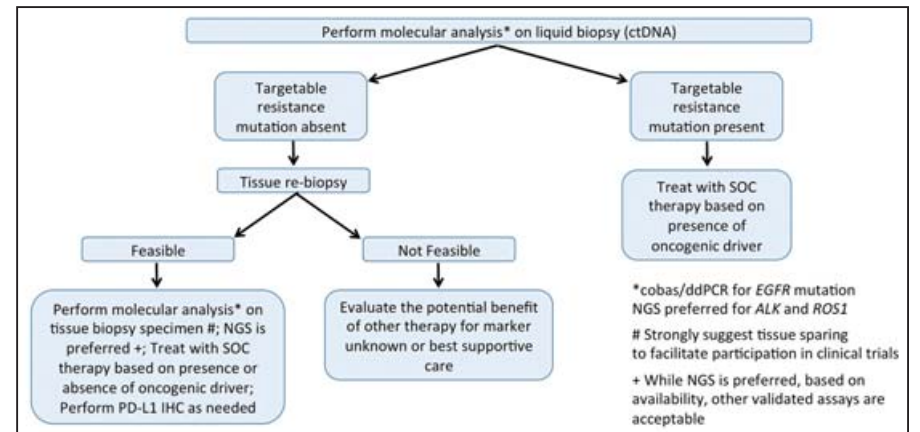 Perform molecular analysis* on liquid biopsy (ctDNA)
Targetable
resistance
mutation absent
Targetable
resistance
mutation present
Tissue re-biopsy
Treat with SOC
therapy based on
presence of
oncogenic driver
Feasible
Not Feasible
Perform molecular analysis* on
tissue biopsy specimen #; NGS is
preferred +; Treat with SOC
therapy based on presence or
absence of oncogenic driver;
Perform PD-L1 IHC as needed
Evaluate the potential benefit
of other therapy for marker
unknown or best supportive
care
*cobas/ddPCR for EGFR mutation
NGS preferred for ALK and ROS1
# Strongly suggest tissue sparing
to facilitate participation in clinical trials
+ While NGS is preferred, based on
availability, other validated assays are
acceptable